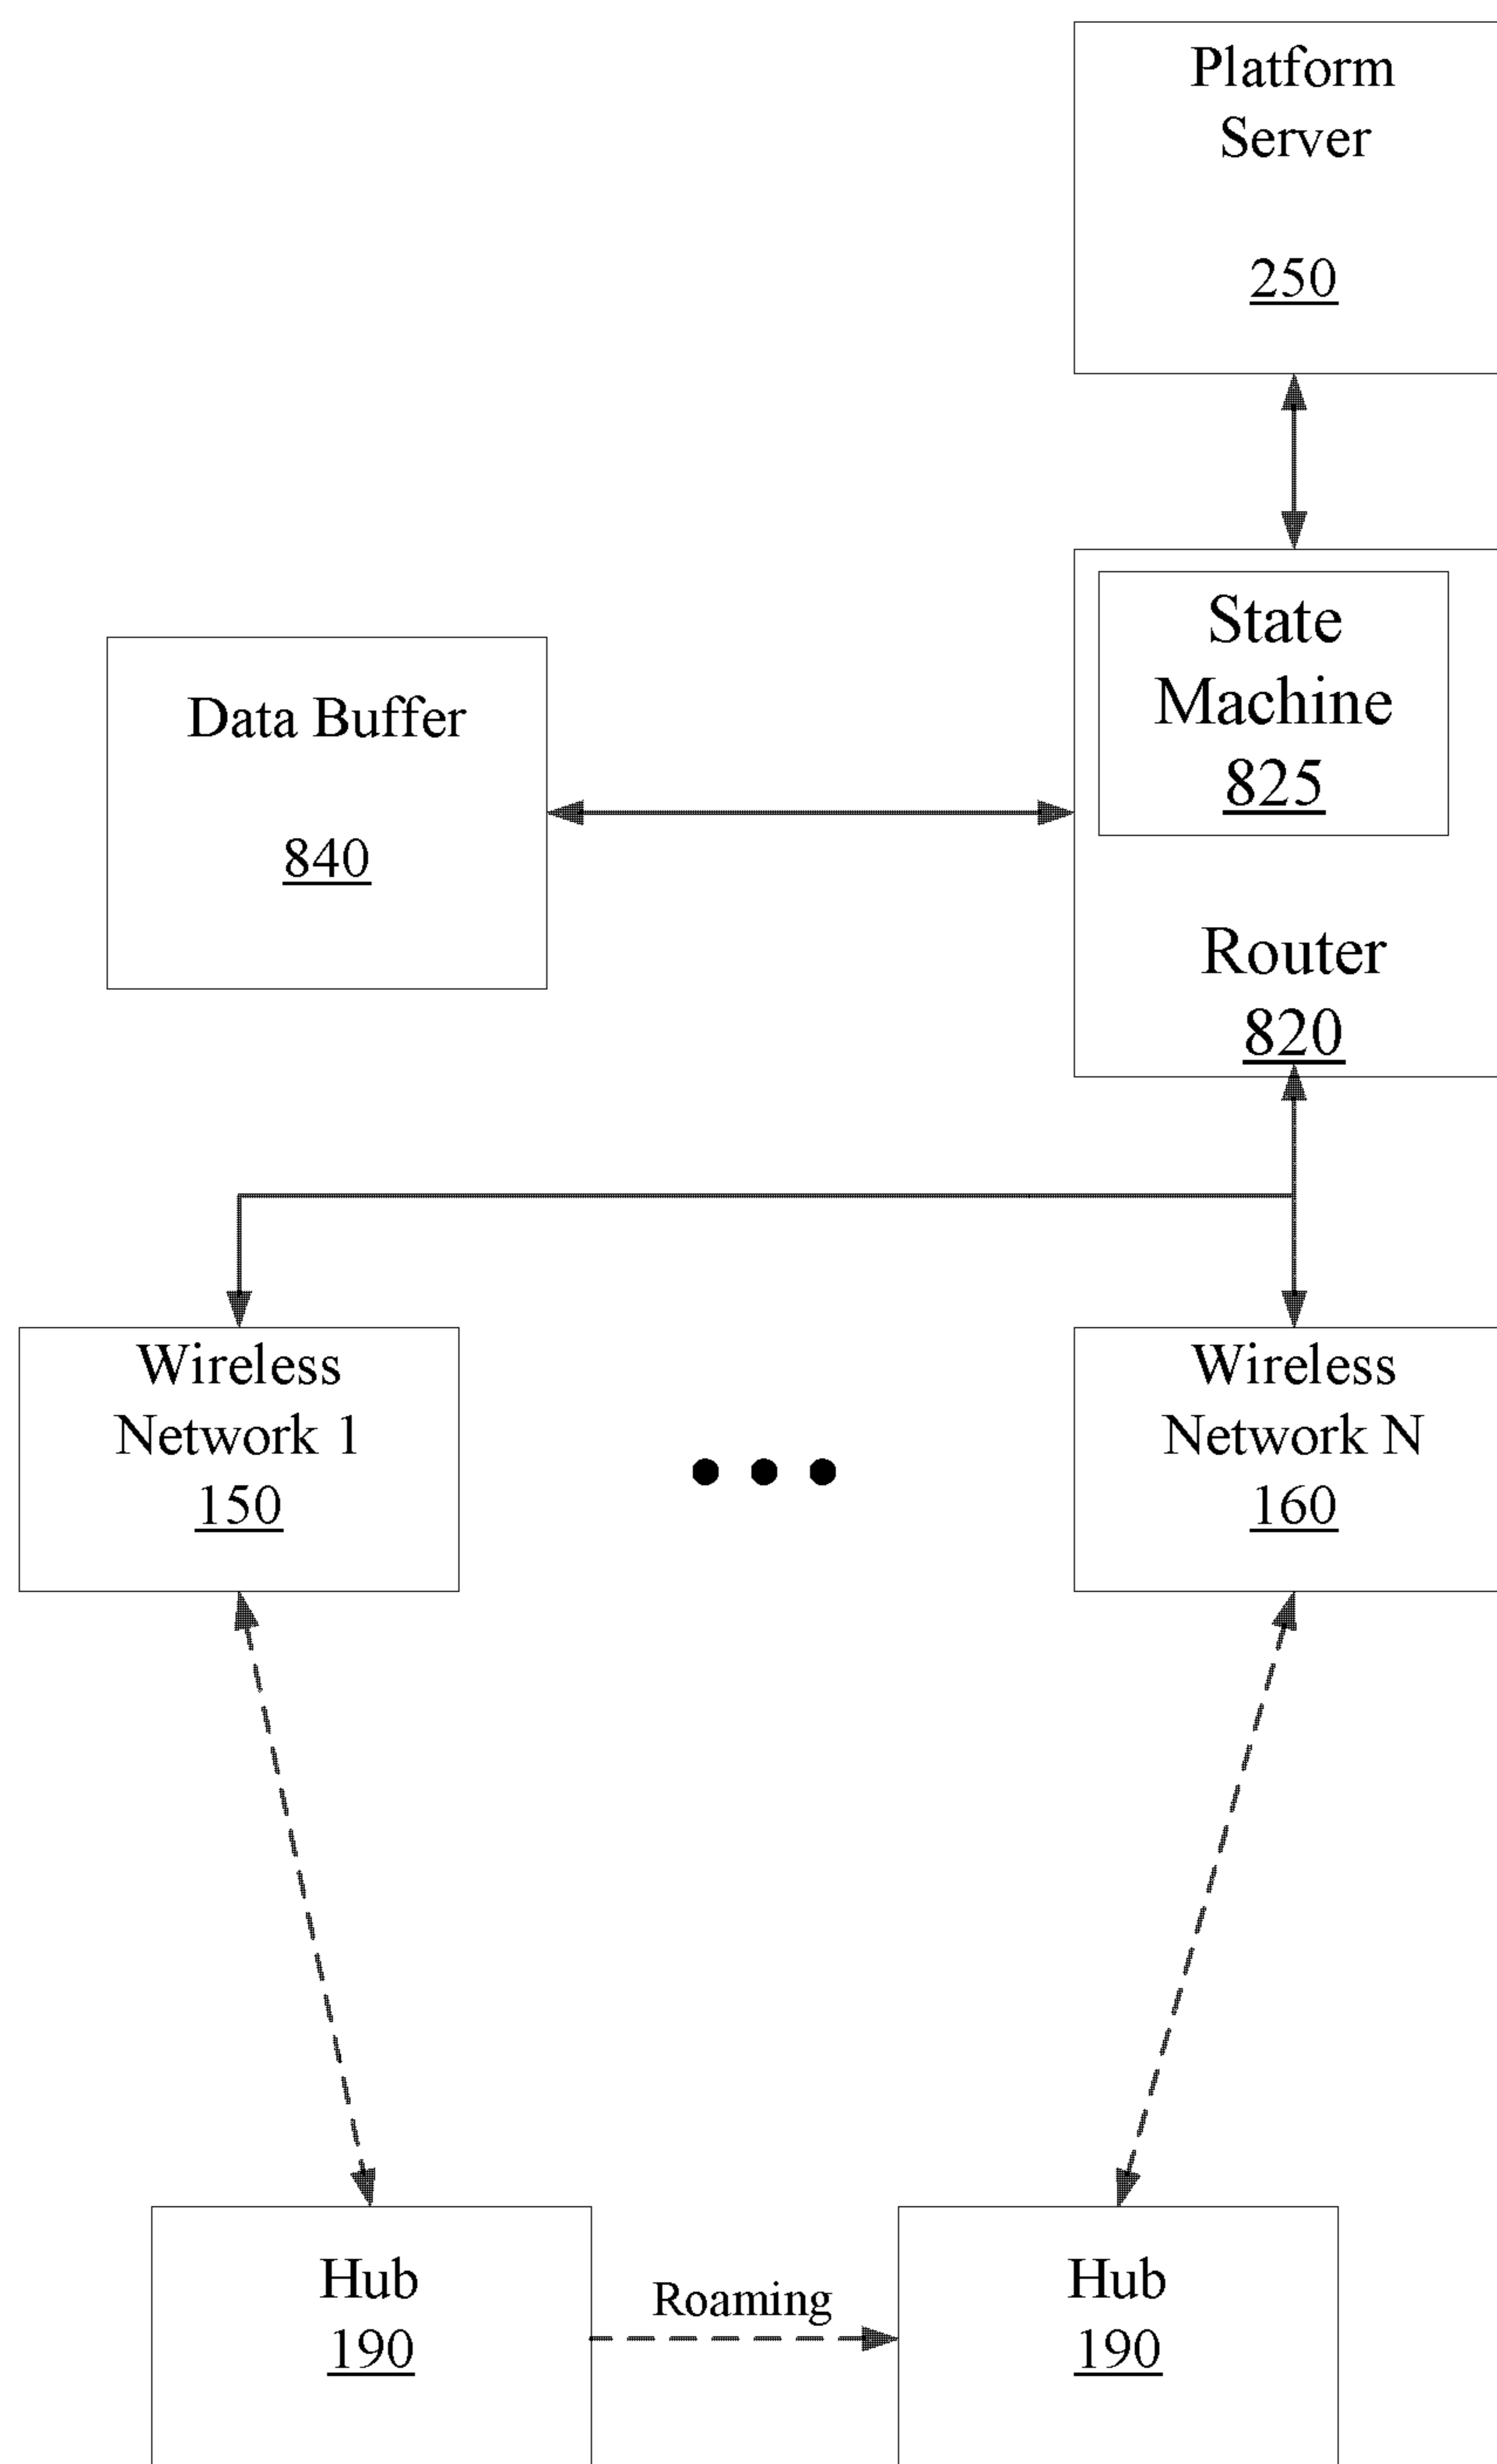 Platform
Server
250
State
Machine
825
Data Buffer
840
Router
820
Wireless
Network 1
150
Wireless
Network N
160
Hub
190
Roaming
Hub
190